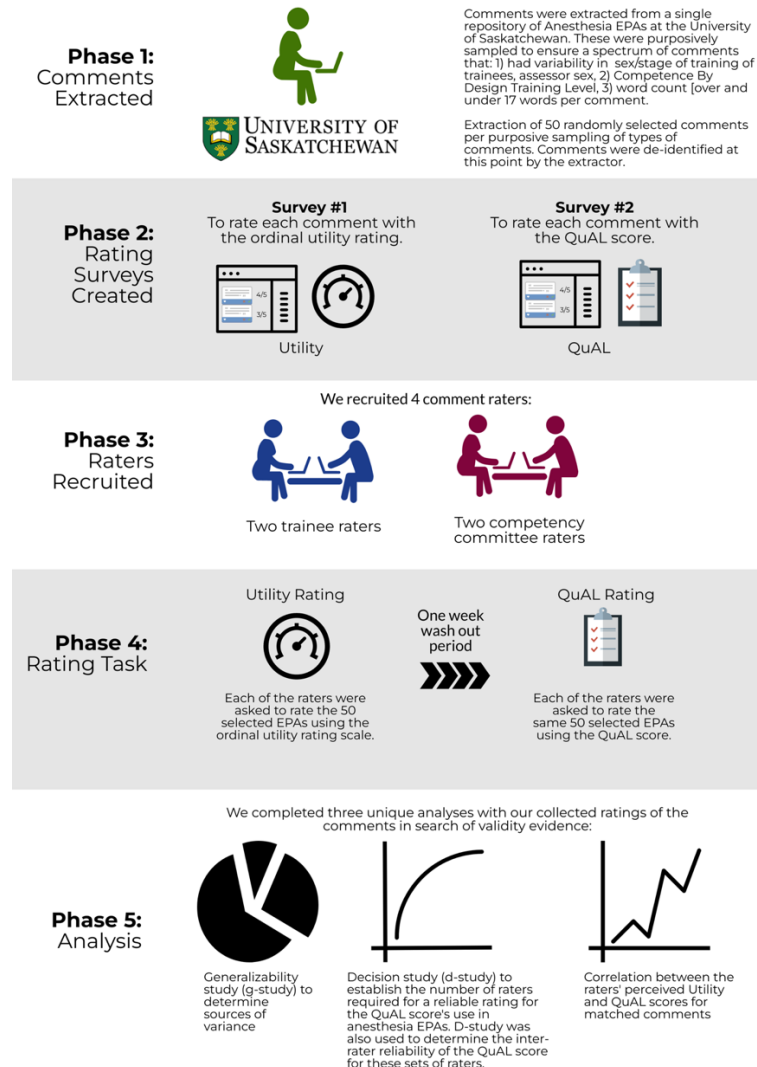 Phase 1:
Comments
Extracted
UNIVERSITY OF
SASKATCHEWAN
Comments were extracted from a single
repository of Anesthesia EPAs at the University
of Saskatchewan. These were purposively
sampled to ensure a spectrum of comments
that: 1) had variability in sex/stage of training of
trainees, assessor sex, 2) Competence By
Design Training Level, 3) word count [over and
under 17 words per comment.
Extraction of 50 randomly selected comments
per purposive sampling of types of
comments. Comments were de-identified at
this point by the extractor.
Phase 2:
Rating
Surveys
Created
Survey #1
To rate each comment with
the ordinal utility rating.
4/5
3/5
Utility
Survey #2
To rate each comment with
the QuAL score.
4/5
3/5
QuAL
Phase 3:
Raters
Recruited
We recruited 4 comment raters:
Two trainee raters
Two competency
committee raters
Phase 4:
Rating Task
Utility Rating
Each of the raters were
asked to rate the 50
selected EPAs using the
ordinal utility rating scale.
One week
wash out
period
QuAL Rating
Each of the raters were
asked to rate the
same 50 selected EPAs
using the QuAL score.
Phase 5:
Analysis
We completed three unique analyses with our collected ratings of the
comments in search of validity evidence:
Generalizability
study (g-study) to
determine
sources of
variance
Decision study (d-study) to
establish the number of raters
required for a reliable rating for
the QuAL score's use in
anesthesia EPAs. D-study was
also used to determine the inter-
rater reliability of the QuAL score
for these sets of raters.
Correlation between the
raters' perceived Utility
and QuAL scores for
matched comments